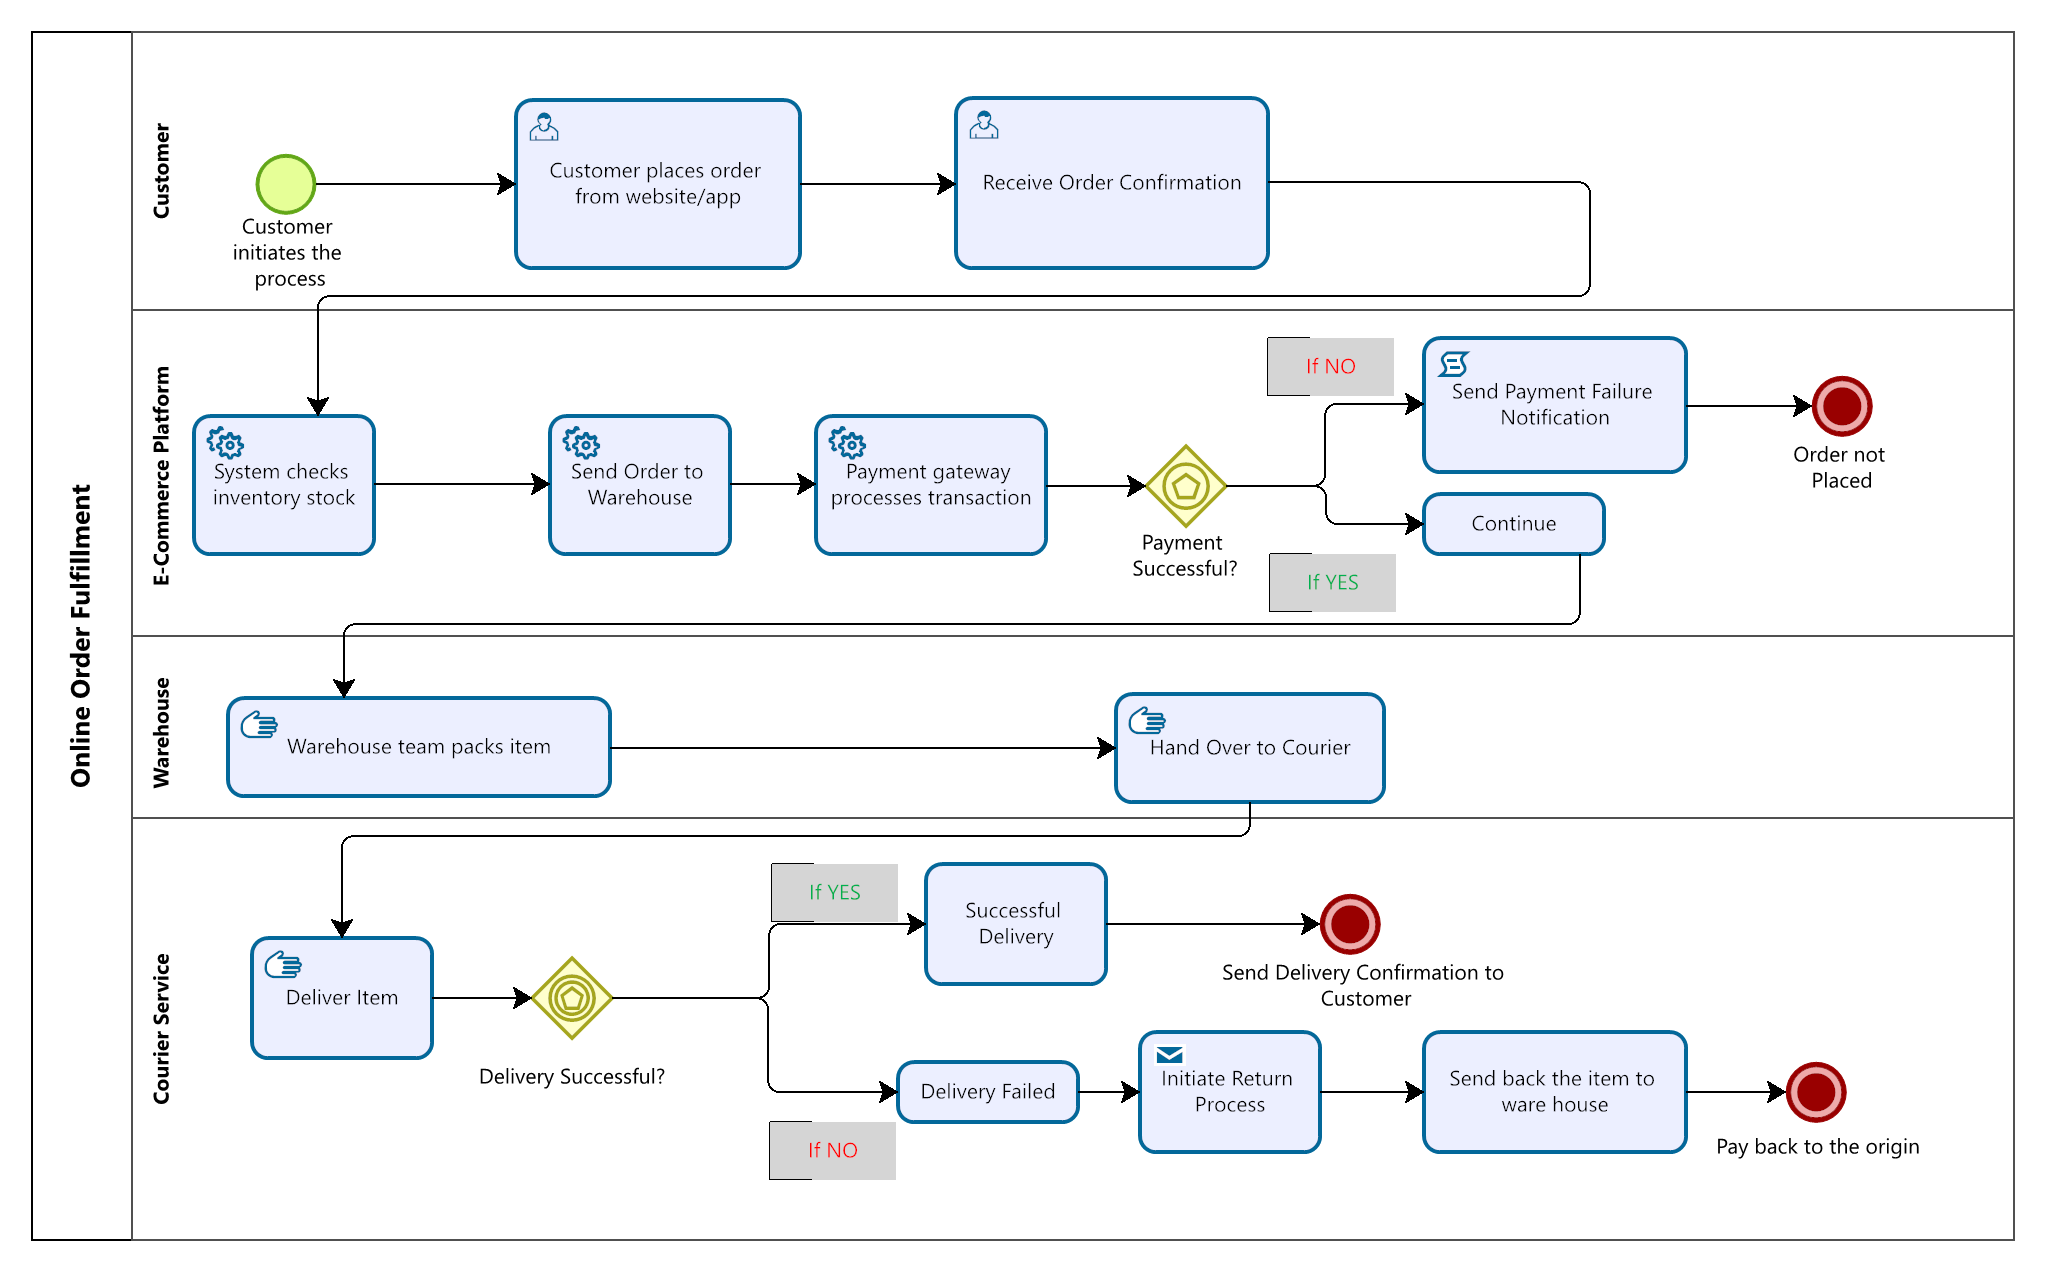 Online Order Fulfillment
Customer
Customer
initiates the
process
Customer places order
from website/app
Receive Order Confirmation
E-Commerce Platform
System checks
inventory stock
Send Order to
Warehouse
Payment gateway
processes transaction
Payment
Successful?
If NO
Send Payment Failure
Notification
Order not
Placed
If YES
Continue
Warehouse
Warehouse team packs item
Hand Over to Courier
Courier Service
Deliver Item
Delivery Successful?
If YES
Successful
Delivery
Send Delivery Confirmation to
Customer
If NO
Delivery Failed
Initiate Return
Process
Send back the item to
ware house
Pay back to the origin